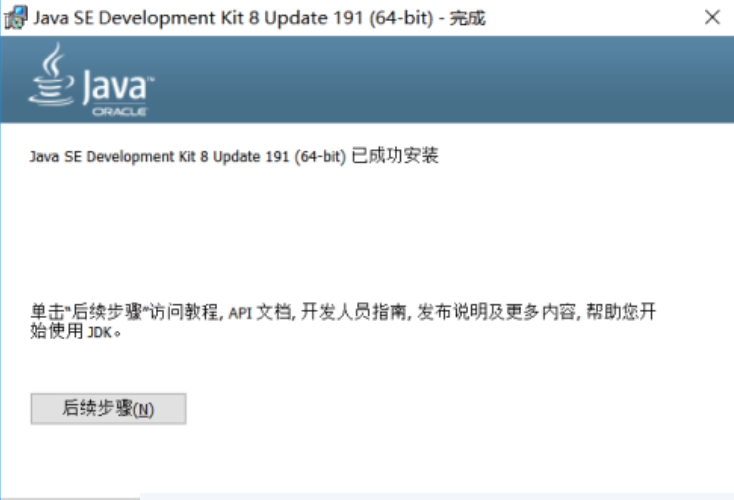 Java SE Development Kit 8 Update 191 (64-bit) - 完成
Java™
ORACLE
Java SE Development Kit 8 Update 191 (64-bit) 已成功安装
单击"后续步骤"访问教程, API 文档, 开发人员指南, 发布说明及更多内容, 帮助您开
始使用 JDK。
后续步骤(N)